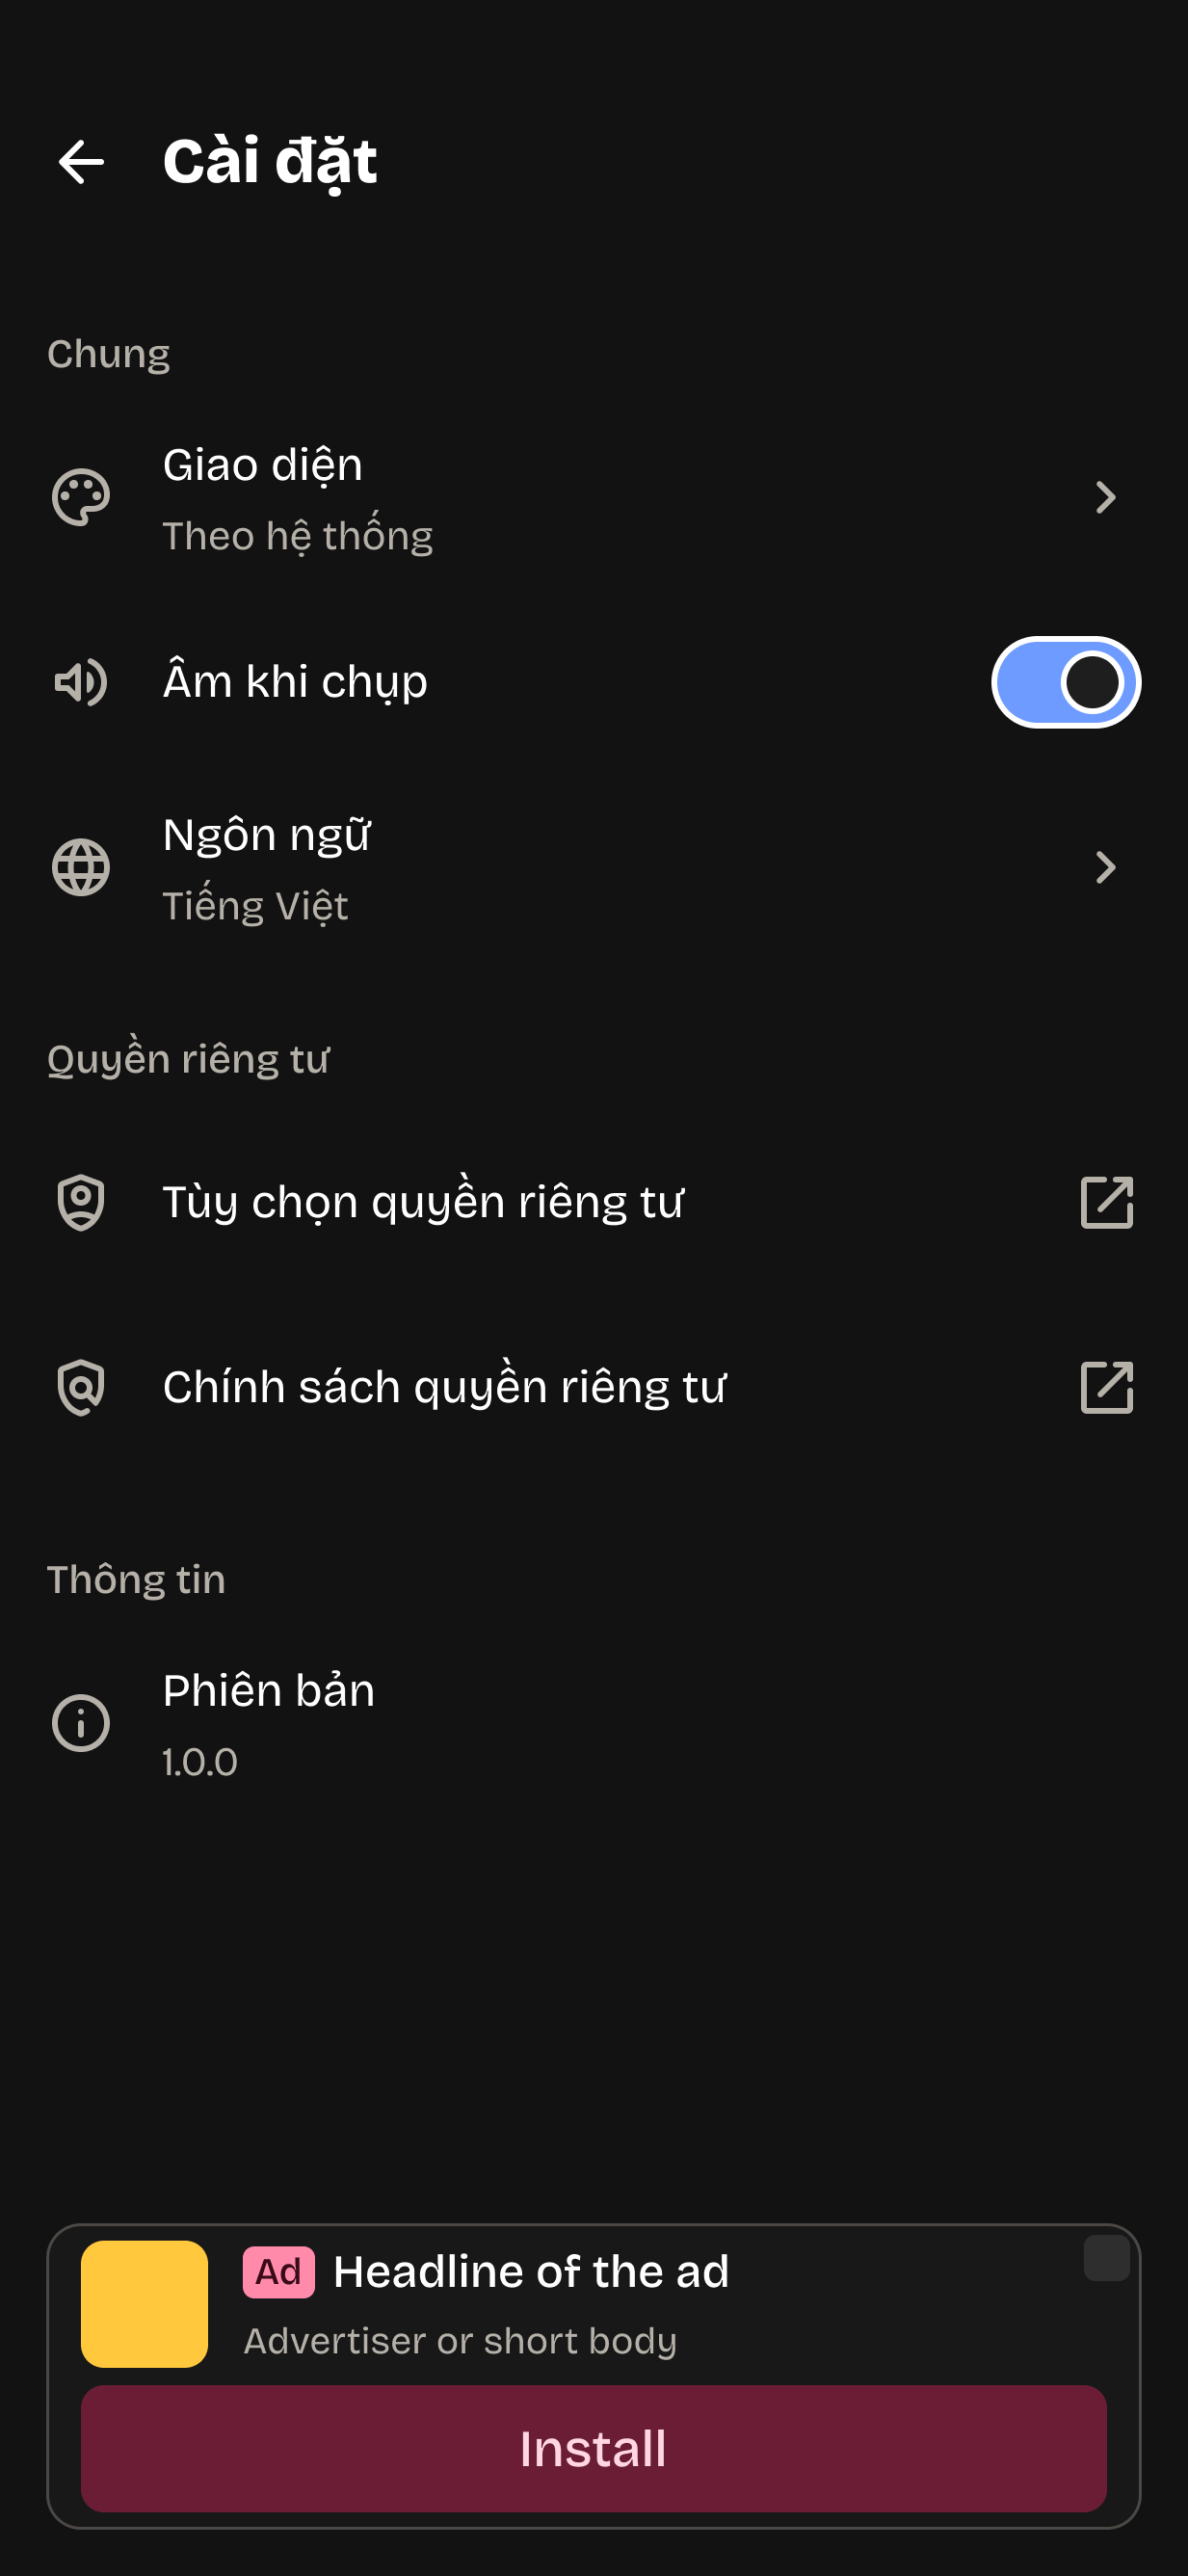 Cài đặt
Chung
Giao diện
Theo hệ thống
Âm khi chụp
Ngôn ngữ
Tiếng Việt
Quyền riêng tư
Tùy chọn quyền riêng tư
Chính sách quyền riêng tư
Thông tin
Phiên bản
1.0.0
Ad Headline of the ad
Advertiser or short body
Install